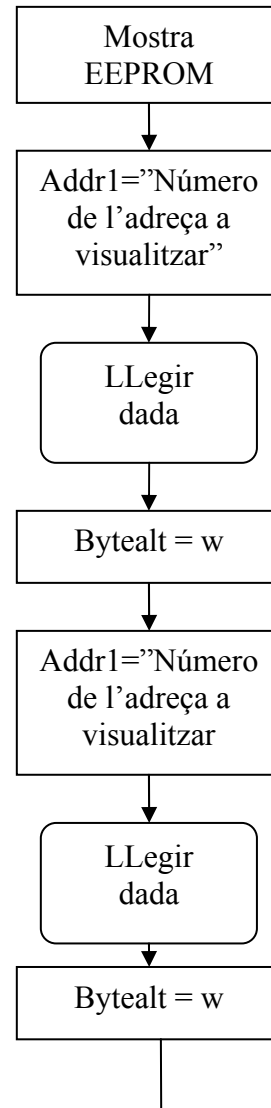 Mostra
EEPROM
Addr1=”Número
de l’adreça a
visualitzar”
LLegir
dada
Bytealt = w
Addr1=”Número
de l’adreça a
visualitzar
LLegir
dada
Bytealt = w